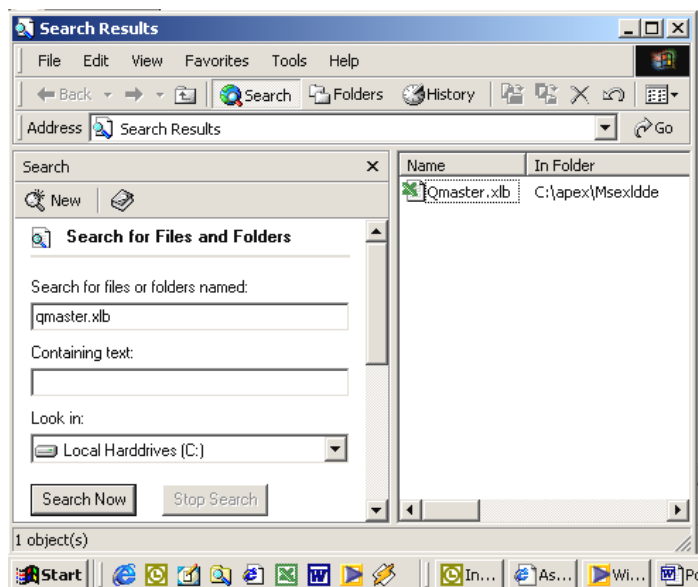 Search Results
File Edit View Favorites Tools Help
Back Search Folders History
Address Search Results Go
Search
New
Search for Files and Folders
Search for files or folders named:
qmaster.xlb
Containing text:
Look in:
Local Harddrives (C:)
Search Now Stop Search
Name In Folder
Qmaster.xlb C:\apex\Msexldde
1 object(s)
Start In... As... Wi...